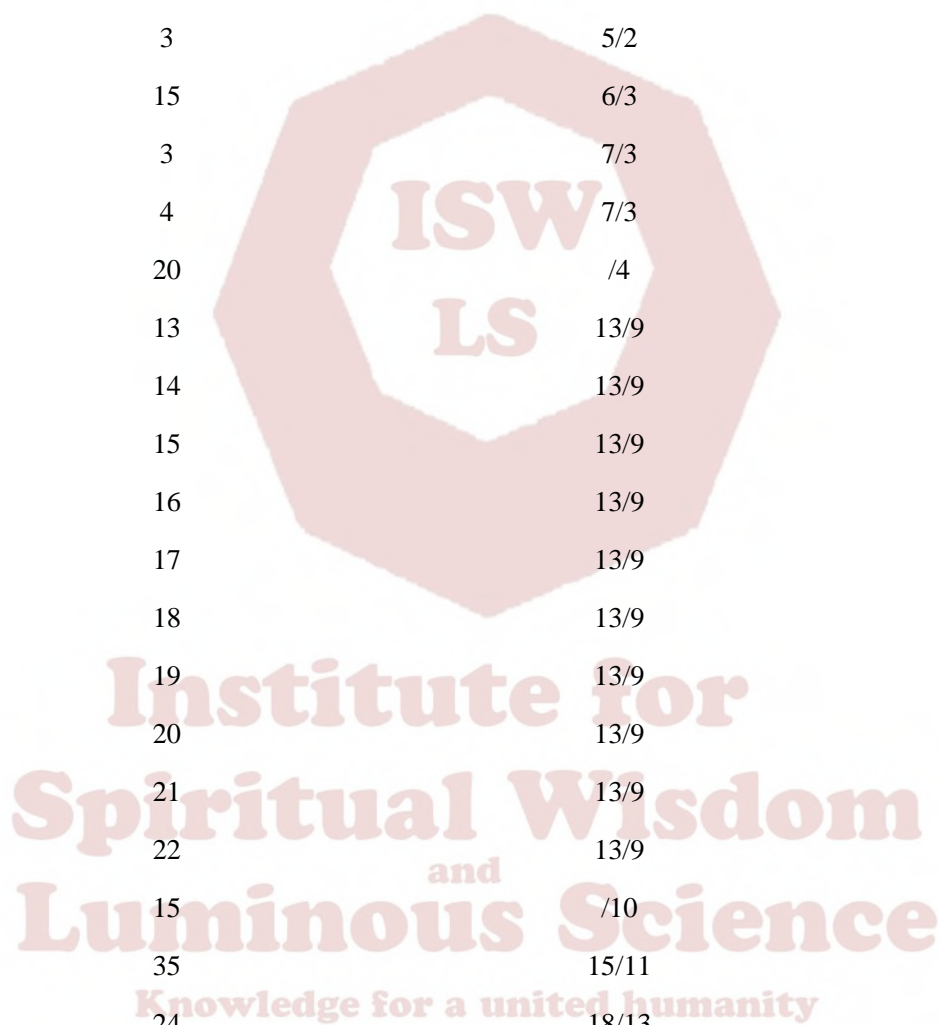 3 5/2
15 6/3
3 7/3
ISW
4 7/3
20 /4
LS
13 13/9
14 13/9
15 13/9
16 13/9
17 13/9
18 13/9
Institute for
19 13/9
20 13/9
Spiritual Wisdom
21 13/9
22 13/9
and
Luminous Science
15 /10
35 15/11
Knowledge for a united humanity
24 18/13